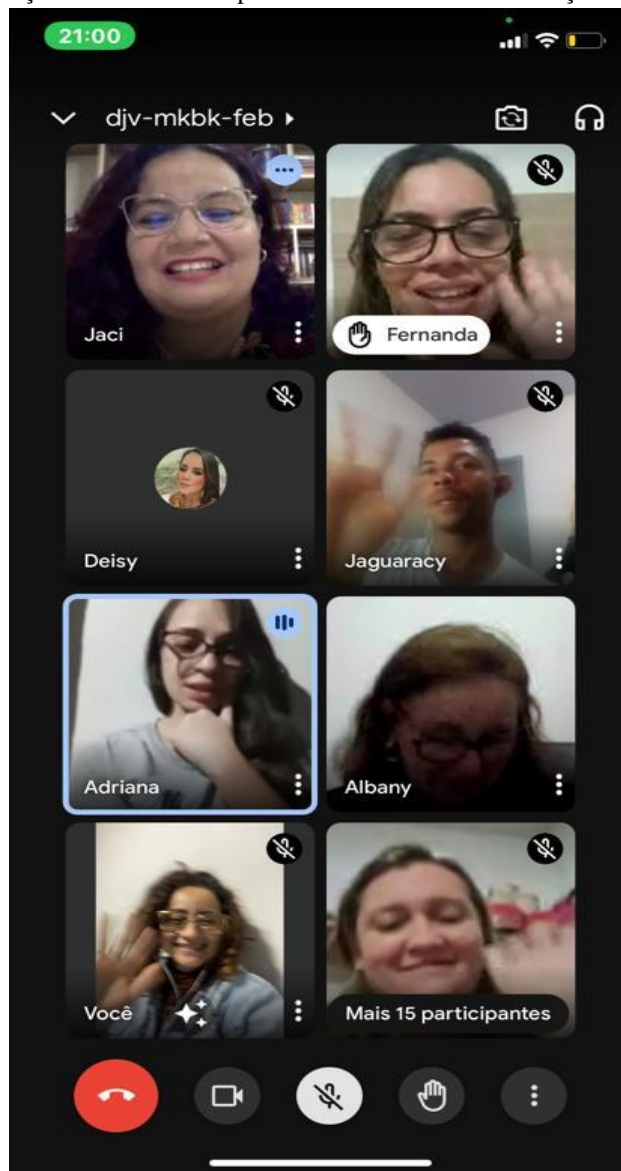 21:00
djv-mkbk-feb
Jaci
Fernanda
Deisy
Jaguaracy
Adriana
Albany
Você
Mais 15 participantes